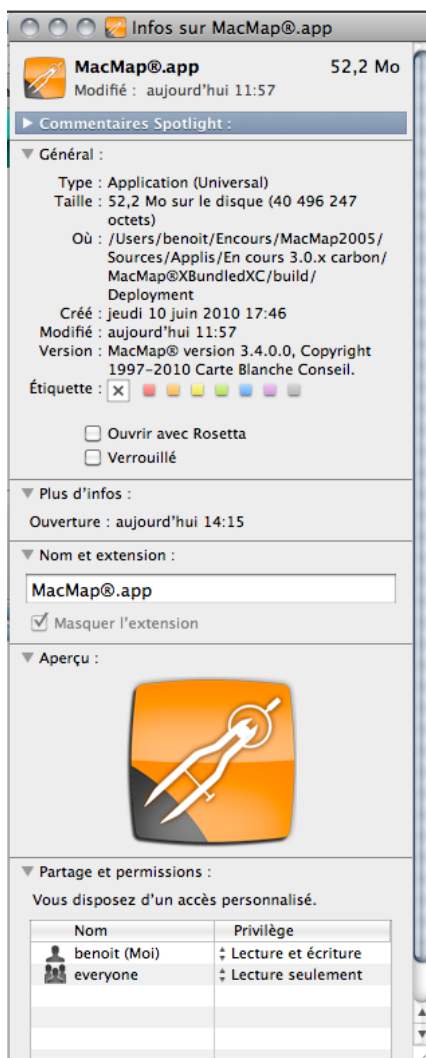 Infos sur MacMap®.app
MacMap®.app 52,2 Mo
Modifié : aujourd'hui 11:57
Commentaires Spotlight :
Général :
Type : Application (Universal)
Taille : 52,2 Mo sur le disque (40 496 247
octets)
Où : /Users/benoit/Encours/MacMap2005/
Sources/Applis/En cours 3.0.x carbon/
MacMap®XBundledXC/build/
Deployment
Créé : jeudi 10 juin 2010 17:46
Modifié : aujourd'hui 11:57
Version : MacMap® version 3.4.0.0, Copyright
1997-2010 Carte Blanche Conseil.
Étiquette :
Ouvrir avec Rosetta
Verrouillé
Plus d'infos :
Ouverture : aujourd'hui 14:15
Nom et extension :
MacMap®.app
Masquer l'extension
Aperçu :
Partage et permissions :
Vous disposez d'un accès personnalisé.
Nom Privilège
benoit (Moi) Lecture et écriture
everyone Lecture seulement